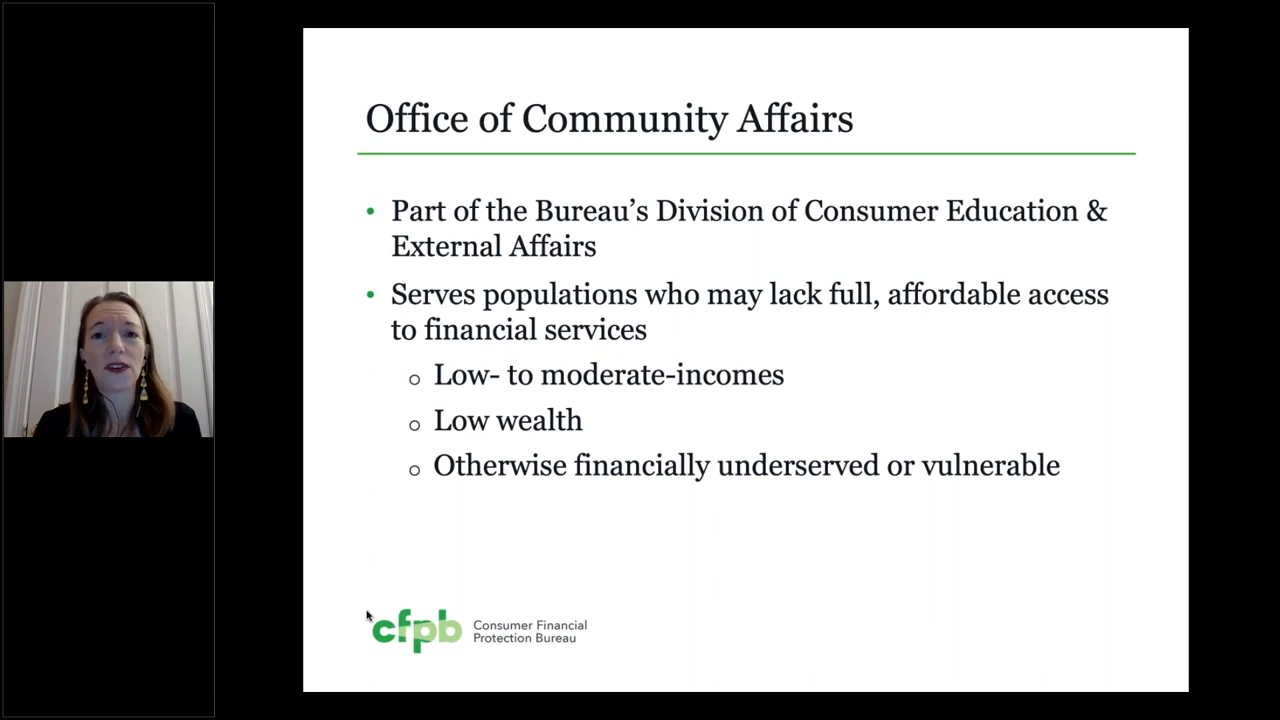 Office of Community Affairs
• Part of the Bureau’s Division of Consumer Education &
External Affairs
• Serves populations who may lack full, affordable access
to financial services
o Low- to moderate-incomes
o Low wealth
o Otherwise financially underserved or vulnerable
cfpb
Consumer Financial
Protection Bureau